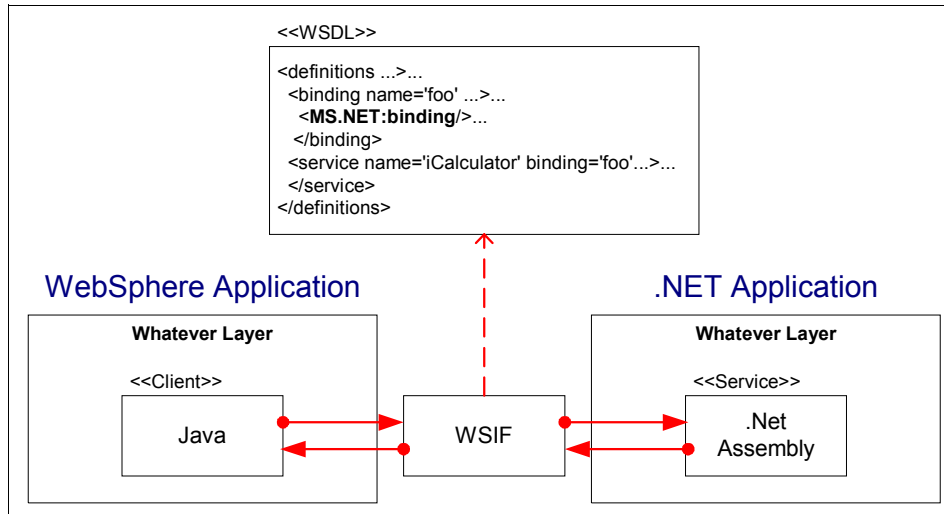 <<WSDL>>
<definitions ...>...
<binding name='foo' ...>...
<MS.NET:binding/>...
</binding>
<service name='iCalculator' binding='foo'...>...
</service>
</definitions>
WebSphere Application
.NET Application
Whatever Layer
Whatever Layer
<<Client>>
<<Service>>
Java
WSIF
.Net
Assembly